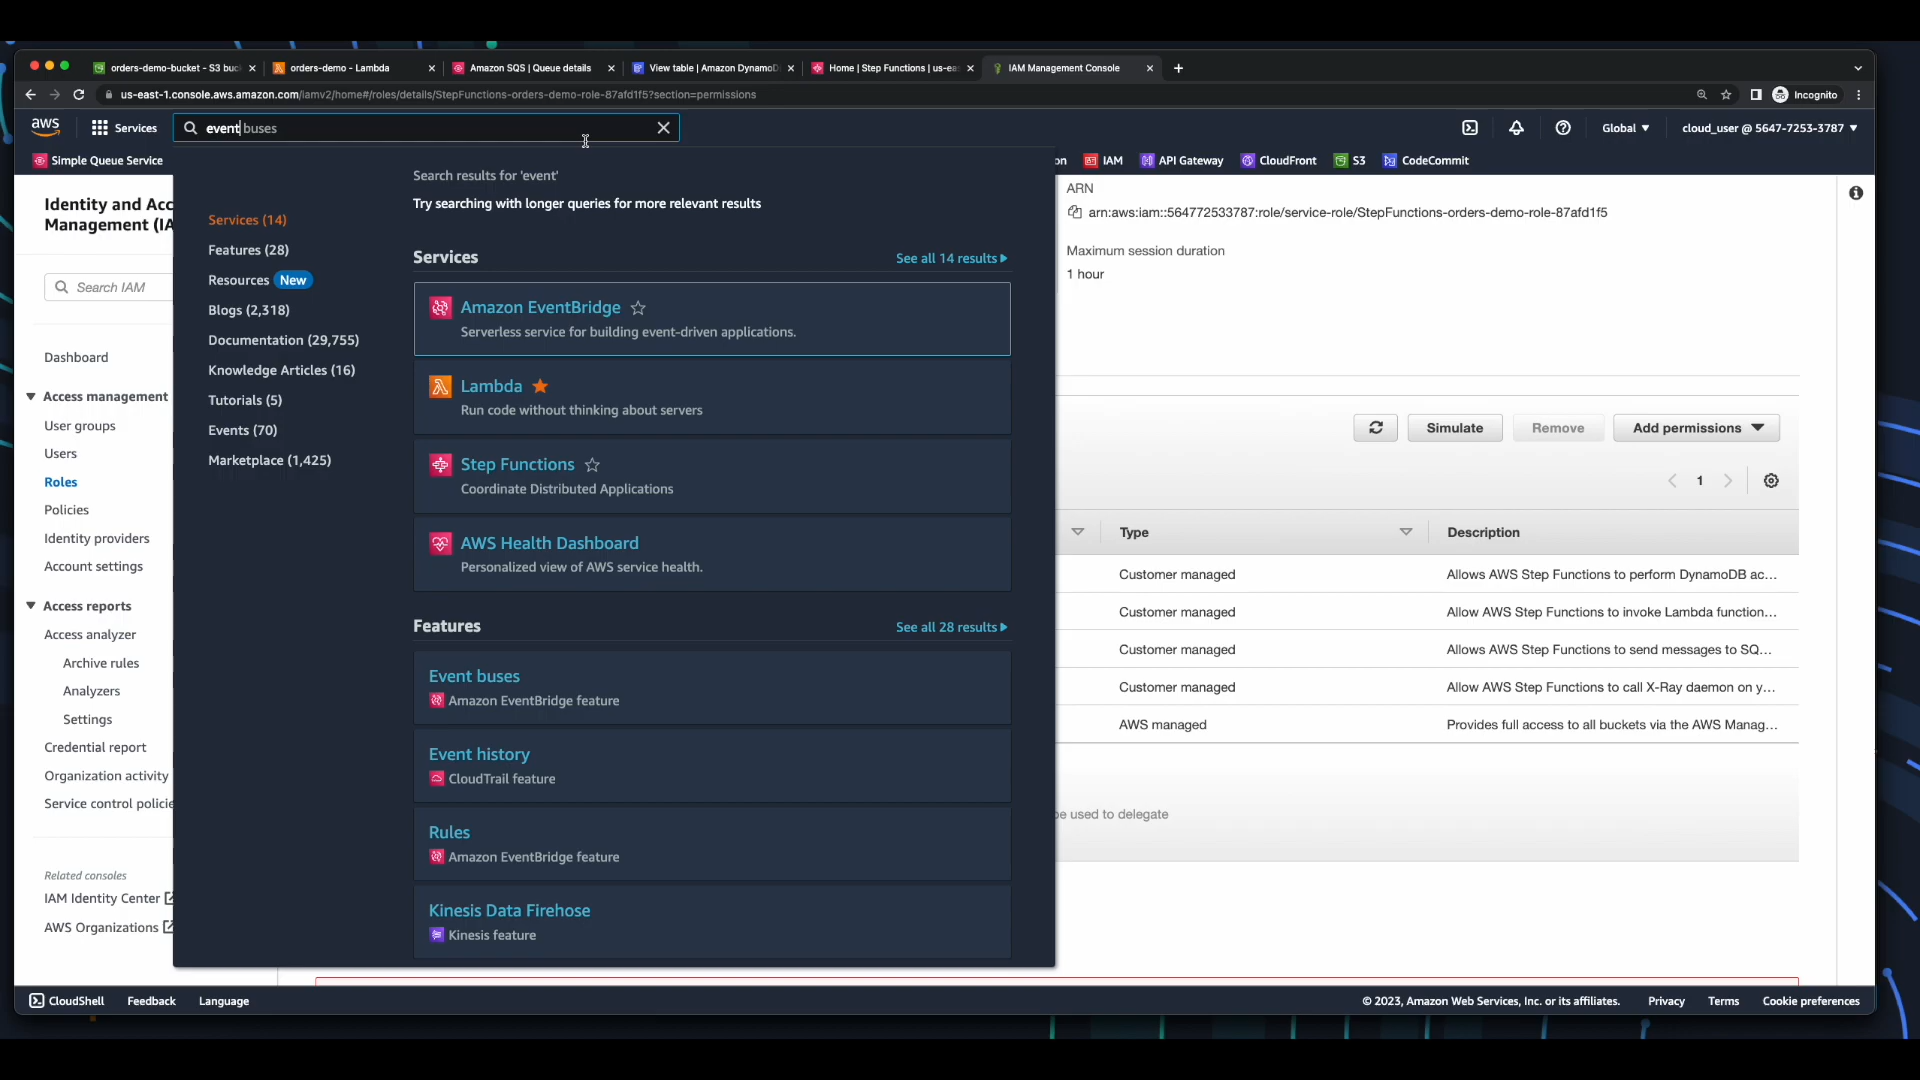 orders-demo-bucket - S3 buc
orders-demo - Lambda
Amazon SQS | Queue details
View table | Amazon DynamoD
Home | Step Functions | us-ea
IAM Management Console
us-east-1.console.aws.amazon.com/iamv2/home#/roles/details/StepFunctions-orders-demo-role-87afd1f5?section=permissions
Incognito
aws
Services
event buses
Global
cloud_user @ 5647-7253-3787
Simple Queue Service
on
IAM
API Gateway
CloudFront
S3
CodeCommit
Identity and Acc
Management (IA
Search IAM
Dashboard
Access management
User groups
Users
Roles
Policies
Identity providers
Account settings
Access reports
Access analyzer
Archive rules
Analyzers
Settings
Credential report
Organization activity
Service control policie
Related consoles
IAM Identity Center
AWS Organizations
Services (14)
Features (28)
Resources New
Blogs (2,318)
Documentation (29,755)
Knowledge Articles (16)
Tutorials (5)
Events (70)
Marketplace (1,425)
Search results for 'event'
Try searching with longer queries for more relevant results
Services
See all 14 results
Amazon EventBridge
Serverless service for building event-driven applications.
Lambda
Run code without thinking about servers
Step Functions
Coordinate Distributed Applications
AWS Health Dashboard
Personalized view of AWS service health.
Features
See all 28 results
Event buses
Amazon EventBridge feature
Event history
CloudTrail feature
Rules
Amazon EventBridge feature
Kinesis Data Firehose
Kinesis feature
ARN
arn:aws:iam::564772533787:role/service-role/StepFunctions-orders-demo-role-87afd1f5
Maximum session duration
1 hour
Simulate
Remove
Add permissions
1
Type
Description
Customer managed
Allows AWS Step Functions to perform DynamoDB ac...
Customer managed
Allow AWS Step Functions to invoke Lambda function...
Customer managed
Allows AWS Step Functions to send messages to SQ...
Customer managed
Allow AWS Step Functions to call X-Ray daemon on y...
AWS managed
Provides full access to all buckets via the AWS Manag...
be used to delegate
CloudShell
Feedback
Language
© 2023, Amazon Web Services, Inc. or its affiliates.
Privacy
Terms
Cookie preferences